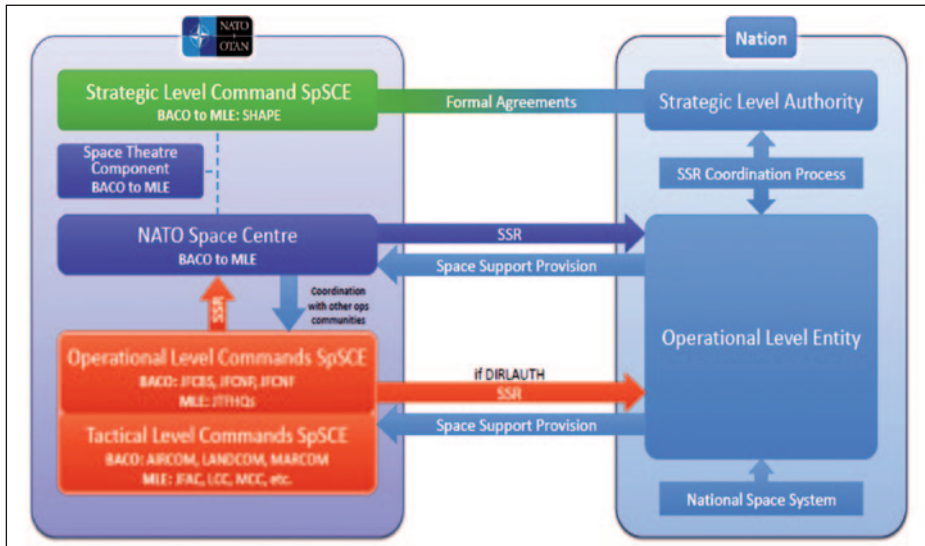 NATO
OTAN
Nation
Strategic Level Command SpSCE
BACO to MLE: SHAPE
Formal Agreements
Strategic Level Authority
Space Theatre
Component
BACO to MLE
SSR Coordination Process
NATO Space Centre
BACO to MLE
SSR
Space Support Provision
SSR
Coordination
with other ops
communities
Operational Level Entity
Operational Level Commands SpSCE
BACO: JFCBS, JFCNP, JFCNF
MLE: JTFHQs
if DIRLAUTH
SSR
Space Support Provision
Tactical Level Commands SpSCE
BACO: AIRCOM, LANDCOM, MARCOM
MLE: JFAC, LCC, MCC, etc.
National Space System